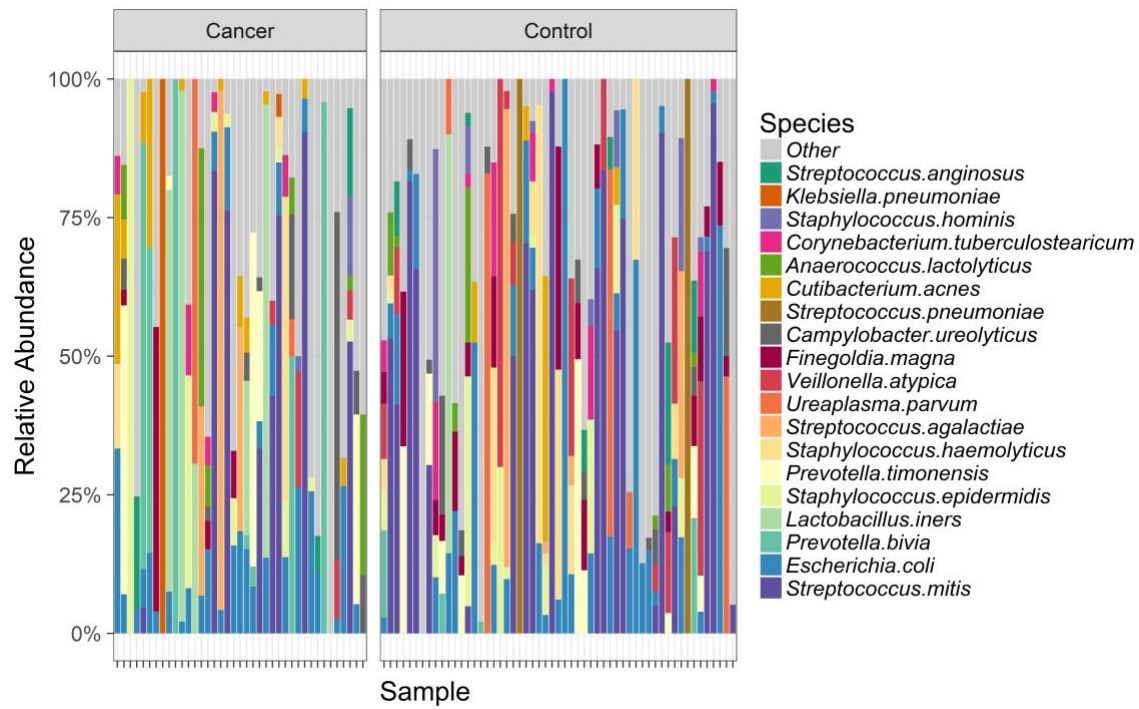 Cancer
Control
100%
75%
50%
25%
0%
Relative Abundance
Sample
Species
Other
Streptococcus.anginosus
Klebsiella.pneumoniae
Staphylococcus.hominis
Corynebacterium.tuberculostearicum
Anaerococcus.lactolyticus
Cutibacterium.acnes
Streptococcus.pneumoniae
Campylobacter.ureolyticus
Finegoldia.magna
Veillonella.atypica
Ureaplasma.parvum
Streptococcus.agalactiae
Staphylococcus.haemolyticus
Prevotella.timonensis
Staphylococcus.epidermidis
Lactobacillus.iners
Prevotella.bivia
Escherichia.coli
Streptococcus.mitis